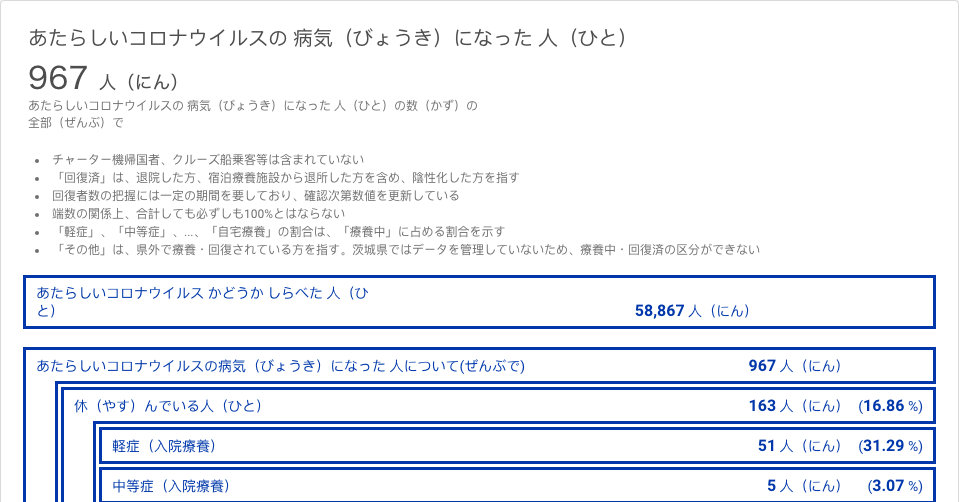 あたらしいコロナウイルスの 病気（びょうき）になった 人（ひと）
967 人（にん）
あたらしいコロナウイルスの 病気（びょうき）になった 人（ひと）の数（かず）の
全部（ぜんぶ）で
• チャーター機帰国者、クルーズ船乗客等は含まれていない
• 「回復済」は、退院した方、宿泊療養施設から退所した方を含め、陰性化した方を指す
• 回復者数の把握には一定の期間を要しており、確認次第数値を更新している
• 端数の関係上、合計しても必ずしも100%とはならない
• 「軽症」、「中等症」、...、「自宅療養」の割合は、「療養中」に占める割合を示す
• 「その他」は、県外で療養・回復されている方を指す。茨城県ではデータを管理していないため、療養中・回復済の区分ができない
あたらしいコロナウイルス かどうか しらべた 人（ひ
と） 58,867 人（にん）
あたらしいコロナウイルスの病気（びょうき）になった 人について(ぜんぶで) 967 人（にん）
休（やす）んでいる人（ひと） 163 人（にん） (16.86 %)
軽症（入院療養） 51 人（にん） (31.29 %)
中等症（入院療養） 5 人（にん） (3.07 %)